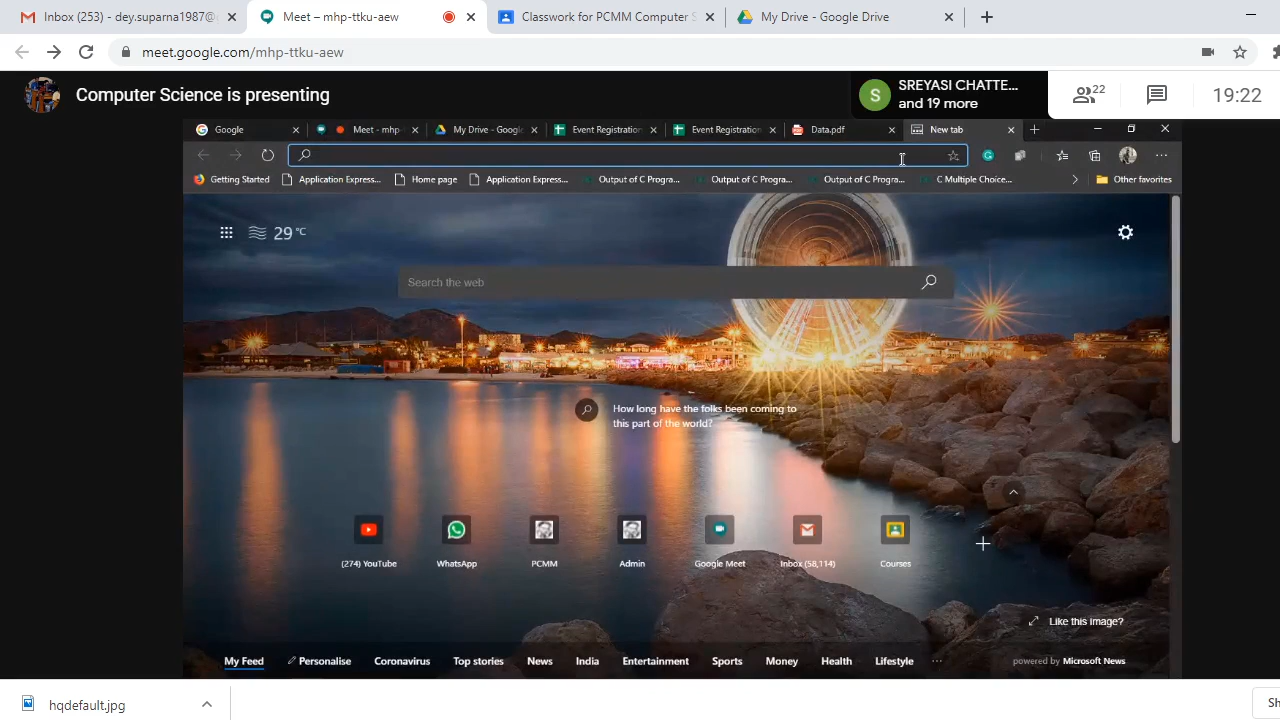 Inbox (253) - dey.suparna1987@
Meet – mhp-ttku-aew
Classwork for PCMM Computer S
My Drive - Google Drive
meet.google.com/mhp-ttku-aew
Computer Science is presenting
S
SREYASI CHATTE...
and 19 more
22
19:22
Google
Meet - mhp-
My Drive – Google
Event Registration
Event Registration
Data.pdf
New tab
Getting Started
Application Express...
Home page
Application Express...
Output of C Progra...
Output of C Progra...
Output of C Progra...
C Multiple Choice...
Other favorites
29 °C
Search the web
How long have the folks been coming to
this part of the world?
(274) YouTube
WhatsApp
PCMM
Admin
Google Meet
Inbox (58,114)
Courses
Like this image?
My Feed
Personalise
Coronavirus
Top stories
News
India
Entertainment
Sports
Money
Health
Lifestyle
...
powered by Microsoft News
hqdefault.jpg
Sh